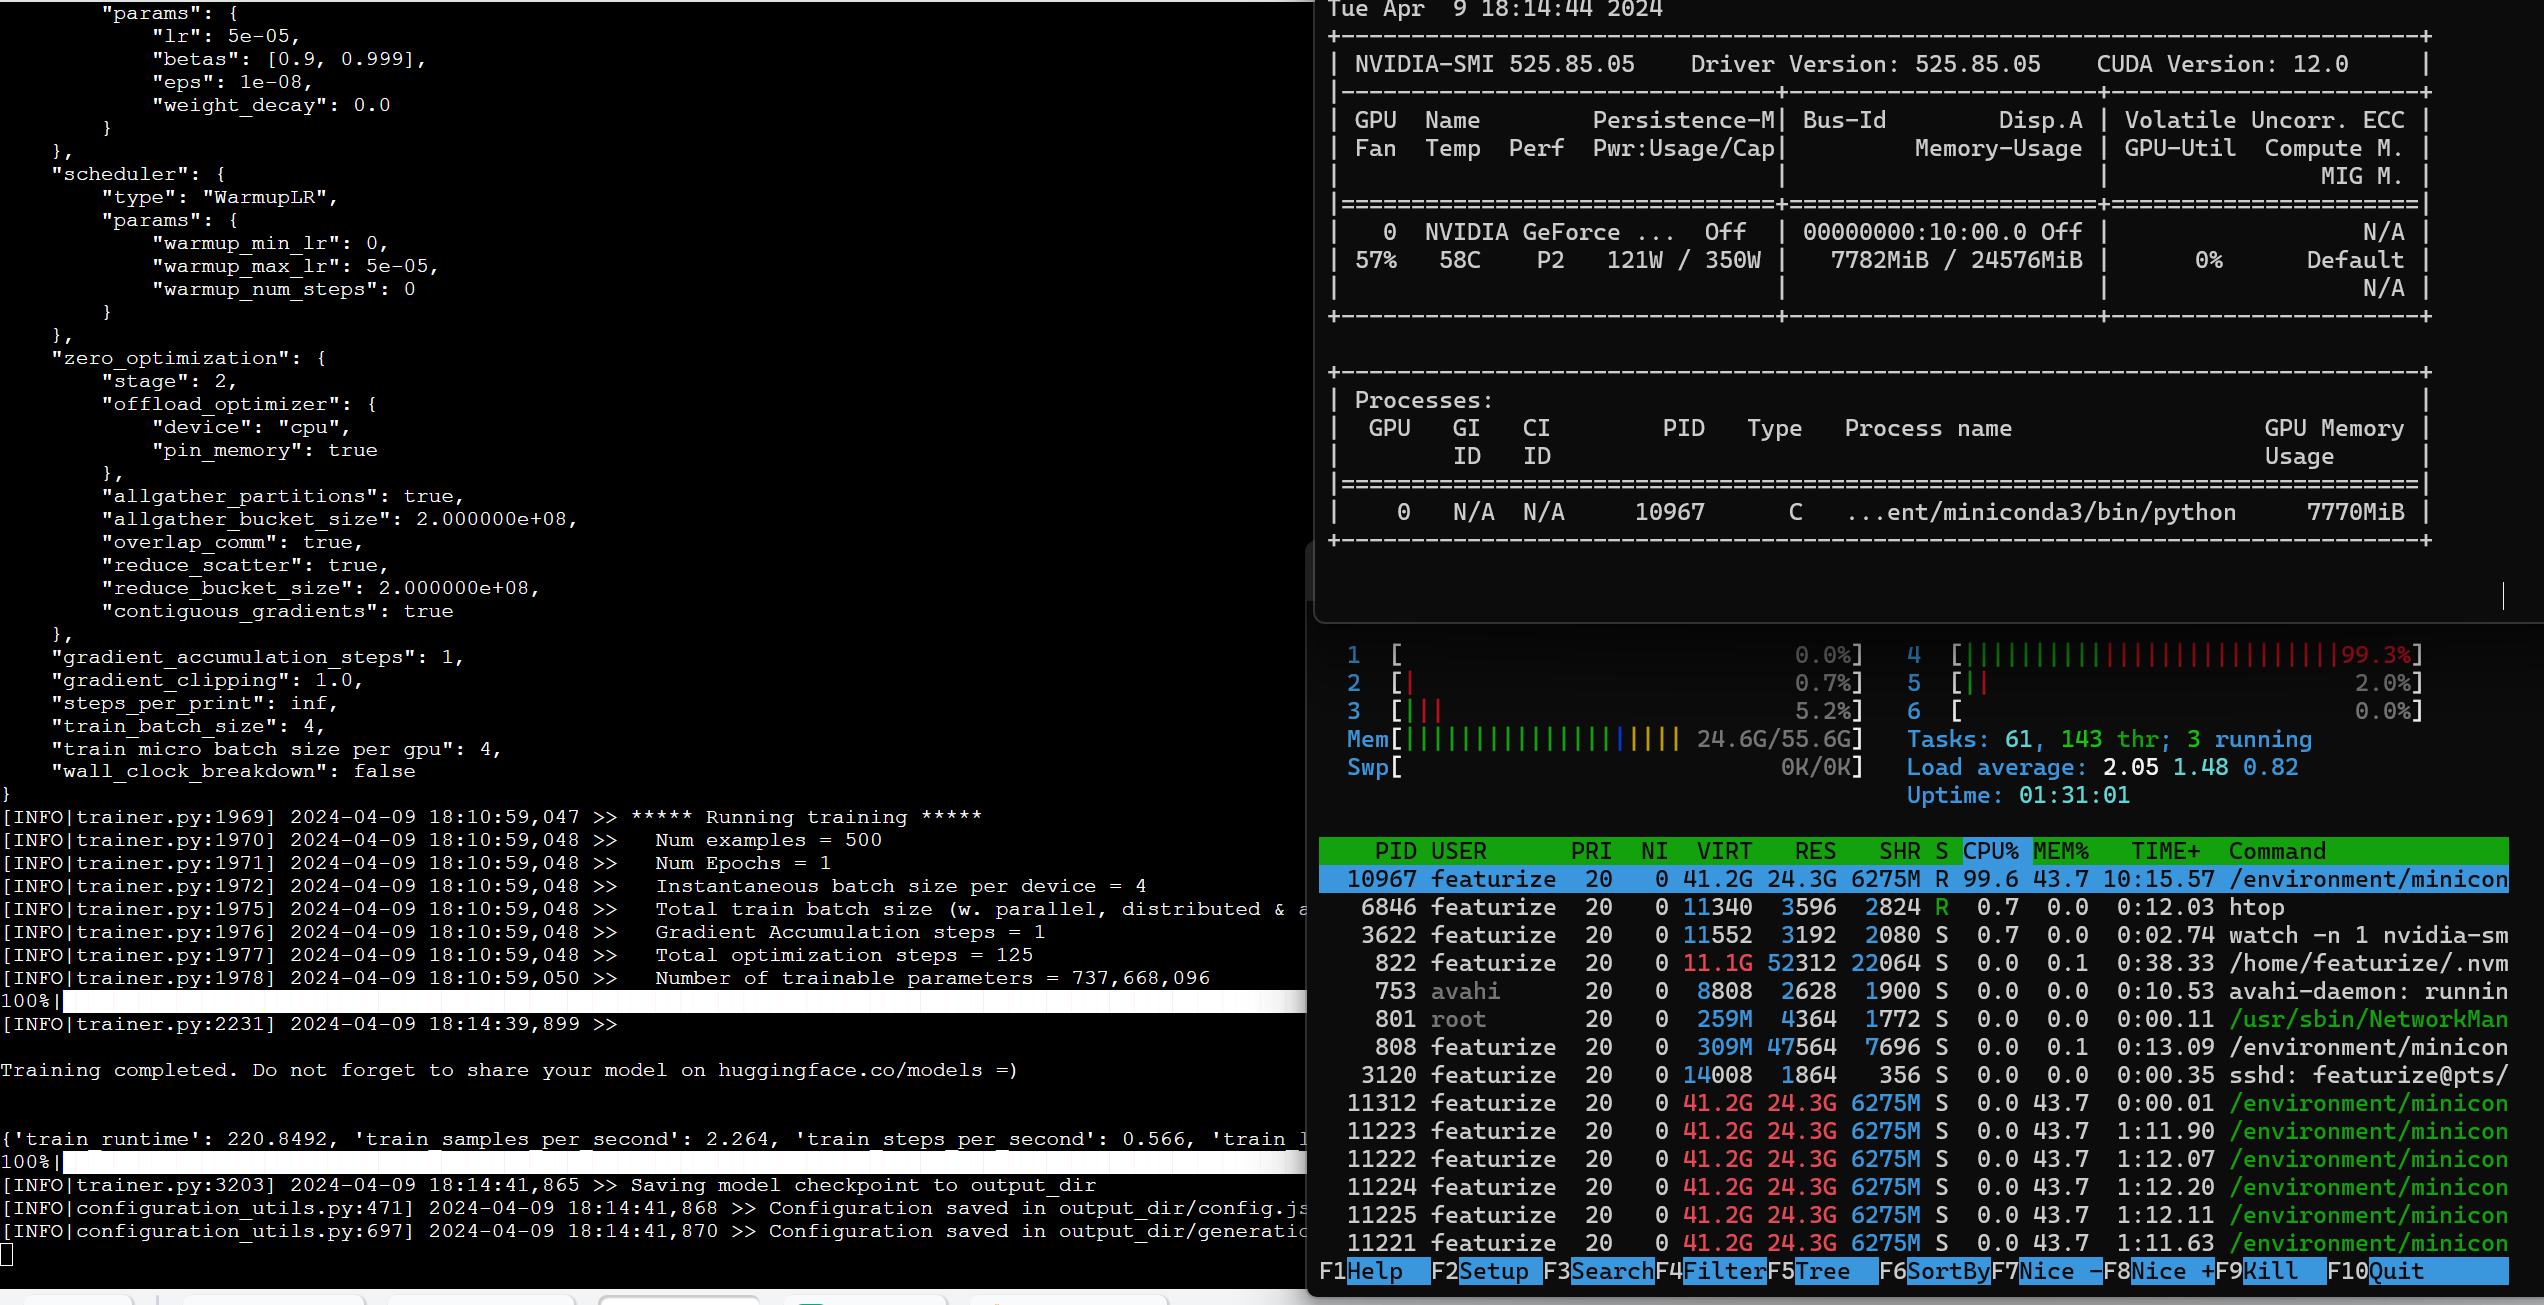 "params": {
"lr": 5e-05,
"betas": [0.9, 0.999],
"eps": 1e-08,
"weight_decay": 0.0
}
},
"scheduler": {
"type": "WarmupLR",
"params": {
"warmup_min_lr": 0,
"warmup_max_lr": 5e-05,
"warmup_num_steps": 0
}
},
"zero_optimization": {
"stage": 2,
"offload_optimizer": {
"device": "cpu",
"pin_memory": true
},
"allgather_partitions": true,
"allgather_bucket_size": 2.000000e+08,
"overlap_comm": true,
"reduce_scatter": true,
"reduce_bucket_size": 2.000000e+08,
"contiguous_gradients": true
},
"gradient_accumulation_steps": 1,
"gradient_clipping": 1.0,
"steps_per_print": inf,
"train_batch_size": 4,
"train micro batch size per gpu": 4,
"wall_clock_breakdown": false
}
[INFO|trainer.py:1969] 2024-04-09 18:10:59,047 >> ***** Running training *****
[INFO|trainer.py:1970] 2024-04-09 18:10:59,048 >>   Num examples = 500
[INFO|trainer.py:1971] 2024-04-09 18:10:59,048 >>   Num Epochs = 1
[INFO|trainer.py:1972] 2024-04-09 18:10:59,048 >>   Instantaneous batch size per device = 4
[INFO|trainer.py:1975] 2024-04-09 18:10:59,048 >>   Total train batch size (w. parallel, distributed & a
[INFO|trainer.py:1976] 2024-04-09 18:10:59,048 >>   Gradient Accumulation steps = 1
[INFO|trainer.py:1977] 2024-04-09 18:10:59,048 >>   Total optimization steps = 125
[INFO|trainer.py:1978] 2024-04-09 18:10:59,050 >>   Number of trainable parameters = 737,668,096
100%|
[INFO|trainer.py:2231] 2024-04-09 18:14:39,899 >>
Training completed. Do not forget to share your model on huggingface.co/models =)
{'train_runtime': 220.8492, 'train_samples_per_second': 2.264, 'train_steps_per_second': 0.566, 'train_l
100%|
[INFO|trainer.py:3203] 2024-04-09 18:14:41,865 >> Saving model checkpoint to output_dir
[INFO|configuration_utils.py:471] 2024-04-09 18:14:41,868 >> Configuration saved in output_dir/config.js
[INFO|configuration_utils.py:697] 2024-04-09 18:14:41,870 >> Configuration saved in output_dir/generatio
Tue Apr  9 18:14:44 2024
NVIDIA-SMI 525.85.05    Driver Version: 525.85.05    CUDA Version: 12.0
GPU  Name        Persistence-M| Bus-Id        Disp.A | Volatile Uncorr. ECC |
Fan  Temp  Perf  Pwr:Usage/Cap|         Memory-Usage | GPU-Util  Compute M. |
MIG M. |
0  NVIDIA GeForce ...  Off  | 00000000:10:00.0 Off |                  N/A |
57%   58C    P2   121W / 350W |   7782MiB / 24576MiB |      0%      Default |
N/A |
Processes:
GPU   GI   CI        PID   Type   Process name                  GPU Memory |
ID   ID                                                   Usage      |
0   N/A  N/A     10967      C   ...ent/miniconda3/bin/python     7770MiB |
1 [ 0.0%] 4 [99.3%]
2 [ 0.7%] 5 [ 2.0%]
3 [ 5.2%] 6 [ 0.0%]
Mem[ 24.6G/55.6G] Tasks: 61, 143 thr; 3 running
Swp[ 0K/0K] Load average: 2.05 1.48 0.82
Uptime: 01:31:01
PID USER PRI NI VIRT RES SHR S CPU% MEM% TIME+ Command
10967 featurize 20 0 41.2G 24.3G 6275M R 99.6 43.7 10:15.57 /environment/minicon
6846 featurize 20 0 11340 3596 2824 R 0.7 0.0 0:12.03 htop
3622 featurize 20 0 11552 3192 2080 S 0.7 0.0 0:02.74 watch -n 1 nvidia-sm
822 featurize 20 0 11.1G 52312 22064 S 0.0 0.1 0:38.33 /home/featurize/.nvm
753 avahi 20 0 8808 2628 1900 S 0.0 0.0 0:10.53 avahi-daemon: runnin
801 root 20 0 259M 4364 1772 S 0.0 0.0 0:00.11 /usr/sbin/NetworkMan
808 featurize 20 0 309M 47564 7696 S 0.0 0.1 0:13.09 /environment/minicon
3120 featurize 20 0 14008 1864 356 S 0.0 0.0 0:00.35 sshd: featurize@pts/
11312 featurize 20 0 41.2G 24.3G 6275M S 0.0 43.7 0:00.01 /environment/minicon
11223 featurize 20 0 41.2G 24.3G 6275M S 0.0 43.7 1:11.90 /environment/minicon
11222 featurize 20 0 41.2G 24.3G 6275M S 0.0 43.7 1:12.07 /environment/minicon
11224 featurize 20 0 41.2G 24.3G 6275M S 0.0 43.7 1:12.20 /environment/minicon
11225 featurize 20 0 41.2G 24.3G 6275M S 0.0 43.7 1:12.11 /environment/minicon
11221 featurize 20 0 41.2G 24.3G 6275M S 0.0 43.7 1:11.63 /environment/minicon
F1Help F2Setup F3SearchF4FilterF5Tree F6SortByF7Nice -F8Nice +F9Kill F10Quit